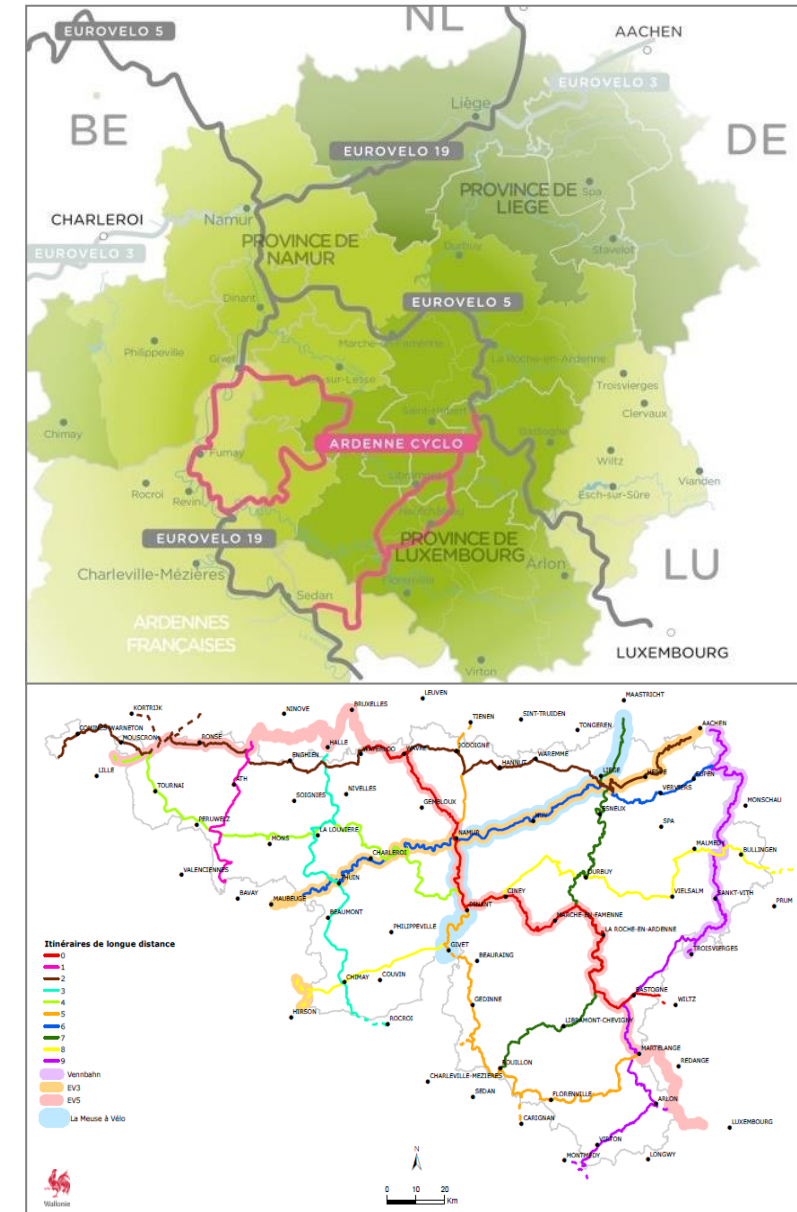 NL
EUROVELO 5
AACHEN
EUROVELO 3
BE
Liège
DE
EUROVELO 19
PROVINCE DE
LIEGE
Spa
CHARLEROI
Namur
EUROVELO 3
PROVINCE DE
NAMUR
Stavelot
Durbuy
Dinant
EUROVELO 5
Philippeville
Givet
La Roche-en-Ardenne
Troisvierges
Clervaux
Saint-Hubert
Chimay
ARDENNE CYCLO
Bastogne
Fumay
Wiltz
Vianden
Rocroi
Revin
Esch-sur-Sûre
Neufchâteau
EUROVELO 19
PROVINCE DE
LUXEMBOURG
Charleville-Mézières
Arlon
LU
Florenville
Sedan
ARDENNES
FRANÇAISES
LUXEMBOURG
Virton
LEUVEN
MAASTRICHT
KORTRIJK
NINOVE
BRUXELLES
SINT-TRUIDEN
TIENEN
TONGEREN
AACHEN
COMINES-WARNETON
MOUSCRON
RONSE
HALLE
WATERLOO
WAVRE
JODOIGNE
ENGHIEN
HANNUT
WAREMME
LIEGE
HERVE
EUPEN
LILLE
TOURNAI
ATH
SOIGNIES
NIVELLES
GEMBLOUX
VERVIERS
MONSCHAU
PERUWELZ
LA LOUVIERE
HUY
ESNEUX
SPA
MONS
NAMUR
MALMEDY
BULLINGEN
VALENCIENNES
CHARLEROI
THUIN
DURBUY
BAVAY
MAUBEUGE
CINEY
VIELSALM
SANKT-VITH
PRUM
BEAUMONT
DINANT
MARCHE-EN-FAMENNE
PHILIPPEVILLE
LA ROCHE-EN-ARDENNE
GIVET
BEAURAING
TROISVIERGES
CHIMAY
COUVIN
BASTOGNE
WILTZ
HIRSON
ROCROI
GEDINNE
LIBRAMONT-CHEVIGNY
MARTELANGE
BOUILLON
REDANGE
CHARLEVILLE-MEZIERES
SEDAN
FLORENVILLE
ARLON
CARIGNAN
LUXEMBOURG
VIRTON
MONTMEDY
LONGWY
Itinéraires de longue distance
0
1
2
3
4
5
6
7
8
9
Vennbahn
EV3
EV5
La Meuse à Vélo
N
0 10 20
Km
Wallonie